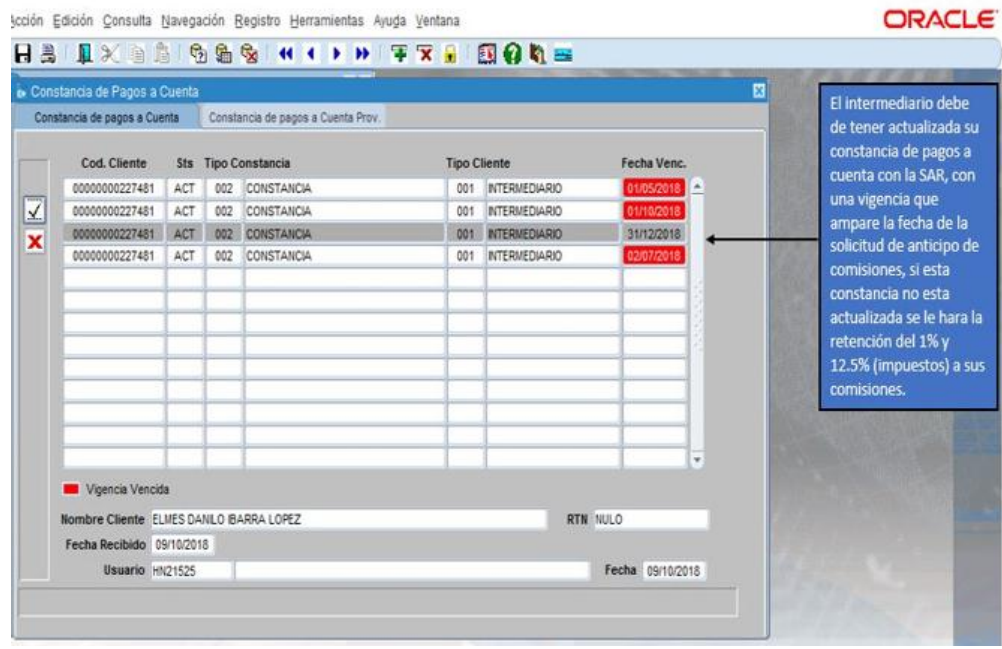 Acción Edición Consulta Navegación Registro Herramientas Ayuda Ventana
ORACLE
Constancia de Pagos a Cuenta
Constancia de pagos a Cuenta Constancia de pagos a Cuenta Prov.
Cod. Cliente Sts Tipo Constancia Tipo Cliente Fecha Venc.
00000000227481 ACT 002 CONSTANCIA 001 INTERMEDIARIO 01/05/2018
00000000227481 ACT 002 CONSTANCIA 001 INTERMEDIARIO 01/10/2018
00000000227481 ACT 002 CONSTANCIA 001 INTERMEDIARIO 31/12/2018
00000000227481 ACT 002 CONSTANCIA 001 INTERMEDIARIO 02/07/2018
Vigencia Vencida
Nombre Cliente ELMES DANILO IBARRA LOPEZ RTN NULO
Fecha Recibido 09/10/2018
Usuario HN21525 Fecha 09/10/2018
El intermediario debe
de tener actualizada su
constancia de pagos a
cuenta con la SAR, con
una vigencia que
ampare la fecha de la
solicitud de anticipo de
comisiones, si esta
constancia no esta
actualizada se le hara la
retención del 1% y
12.5% (impuestos) a sus
comisiones.